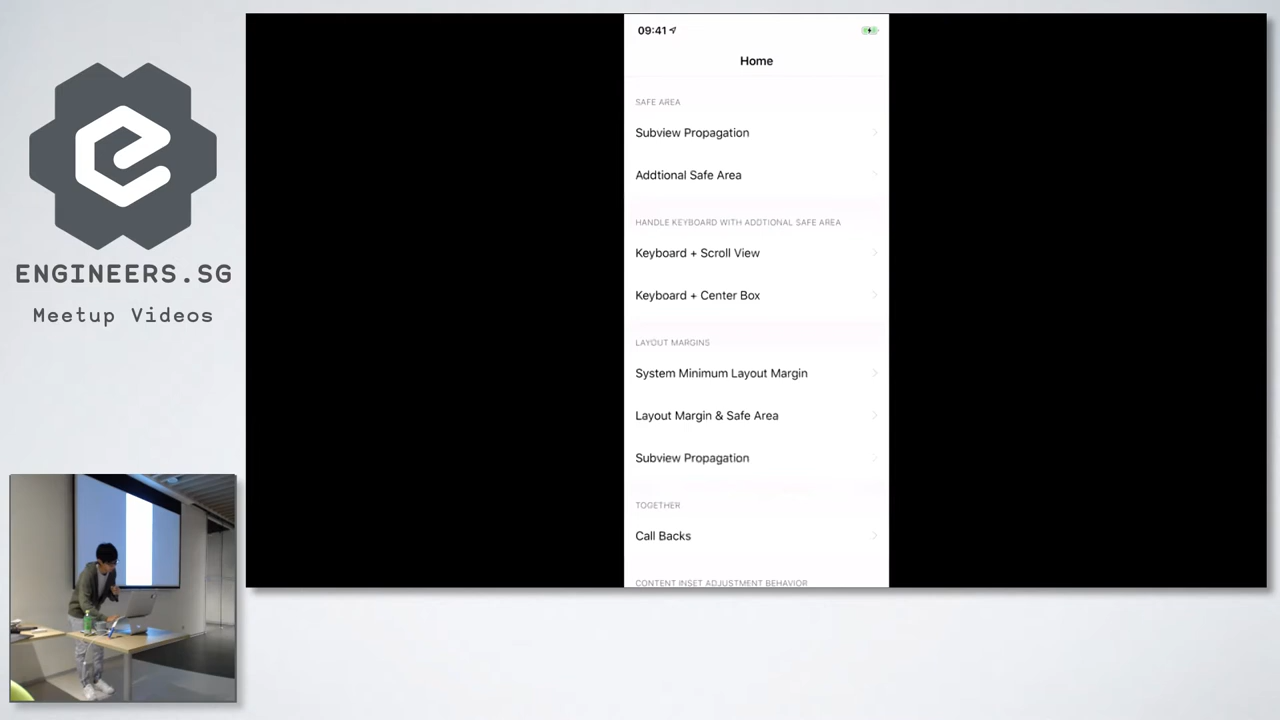 ENGINEERS.SG
Meetup Videos
09:41
Home
SAFE AREA
Subview Propagation
Addtional Safe Area
HANDLE KEYBOARD WITH ADDTIONAL SAFE AREA
Keyboard + Scroll View
Keyboard + Center Box
LAYOUT MARGINS
System Minimum Layout Margin
Layout Margin & Safe Area
Subview Propagation
TOGETHER
Call Backs
CONTENT INSET ADJUSTMENT BEHAVIOR